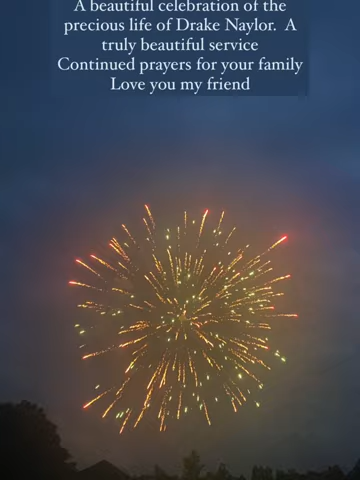 A beautiful celebration of the
precious life of Drake Naylor. A
truly beautiful service
Continued prayers for your family
Love you my friend